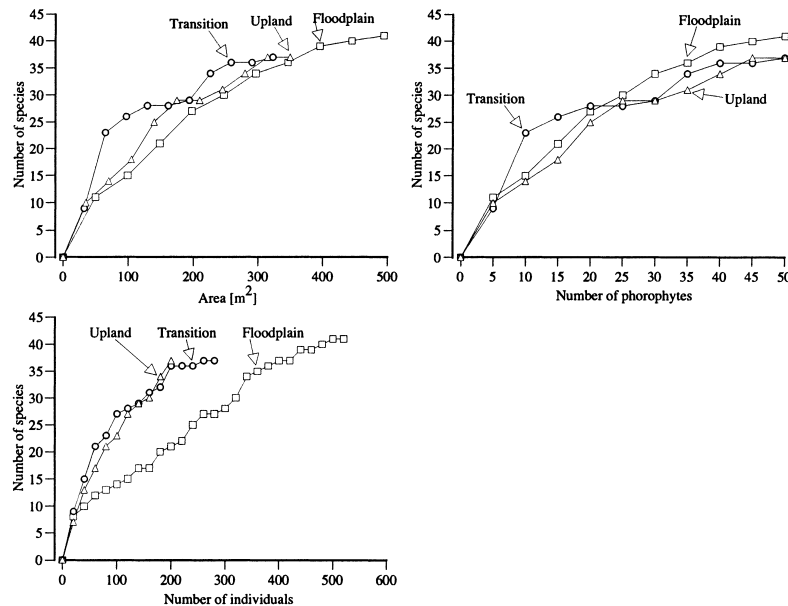 45
40
35
30
25
20
15
10
5
0
Number of species
Transition
Upland
Floodplain
0 100 200 300 400 500
Area [m2]
45
40
35
30
25
20
15
10
5
0
Number of species
Floodplain
Transition
Upland
0 5 10 15 20 25 30 35 40 45 50
Number of phorophytes
45
40
35
30
25
20
15
10
5
0
Number of species
Upland Transition Floodplain
0 100 200 300 400 500 600
Number of individuals